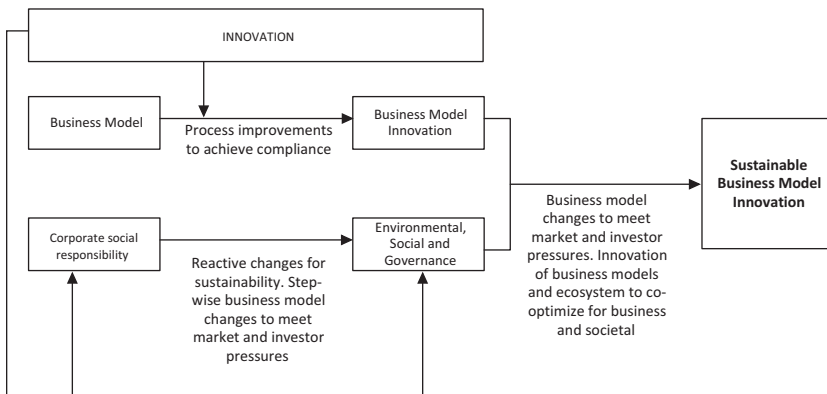 INNOVATION
Business Model
Process improvements
to achieve compliance
Business Model
Innovation
Sustainable
Business Model
Innovation
Business model
changes to meet
market and investor
pressures. Innovation
of business models
and ecosystem to co-
optimize for business
and societal
Corporate social
responsibility
Reactive changes for
sustainability. Step-
wise business model
changes to meet
market and investor
pressures
Environmental,
Social and
Governance